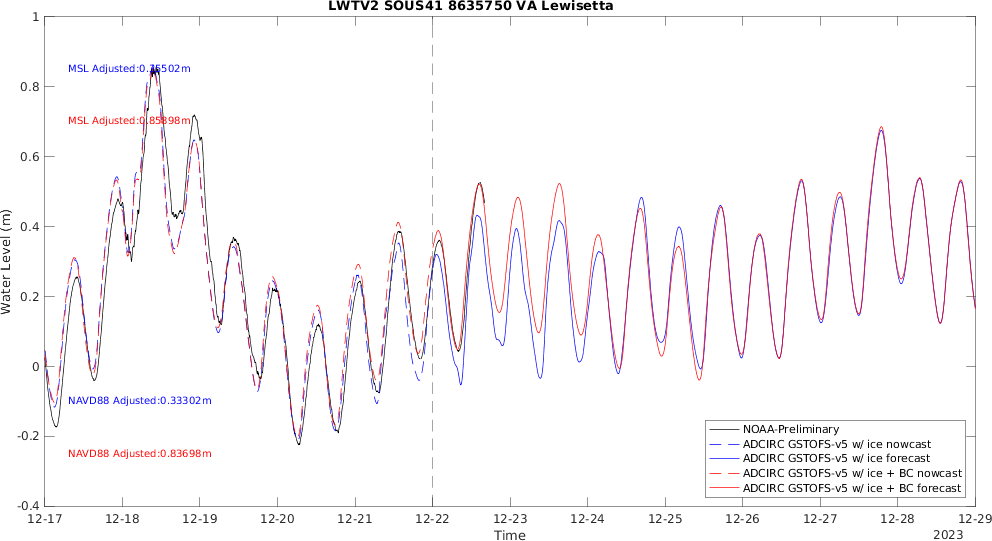 LWTV2 SOUS41 8635750 VA Lewisetta
Water Level (m)
1
0.8
0.6
0.4
0.2
0
-0.2
-0.4
MSL Adjusted:0.35502m
MSL Adjusted:0.85898m
NAVD88 Adjusted:0.33302m
NAVD88 Adjusted:0.83698m
NOAA-Preliminary
ADCIRC GSTOFS-v5 w/ ice nowcast
ADCIRC GSTOFS-v5 w/ ice forecast
ADCIRC GSTOFS-v5 w/ ice + BC nowcast
ADCIRC GSTOFS-v5 w/ ice + BC forecast
12-17 12-18 12-19 12-20 12-21 12-22 12-23 12-24 12-25 12-26 12-27 12-28 12-29
Time
2023